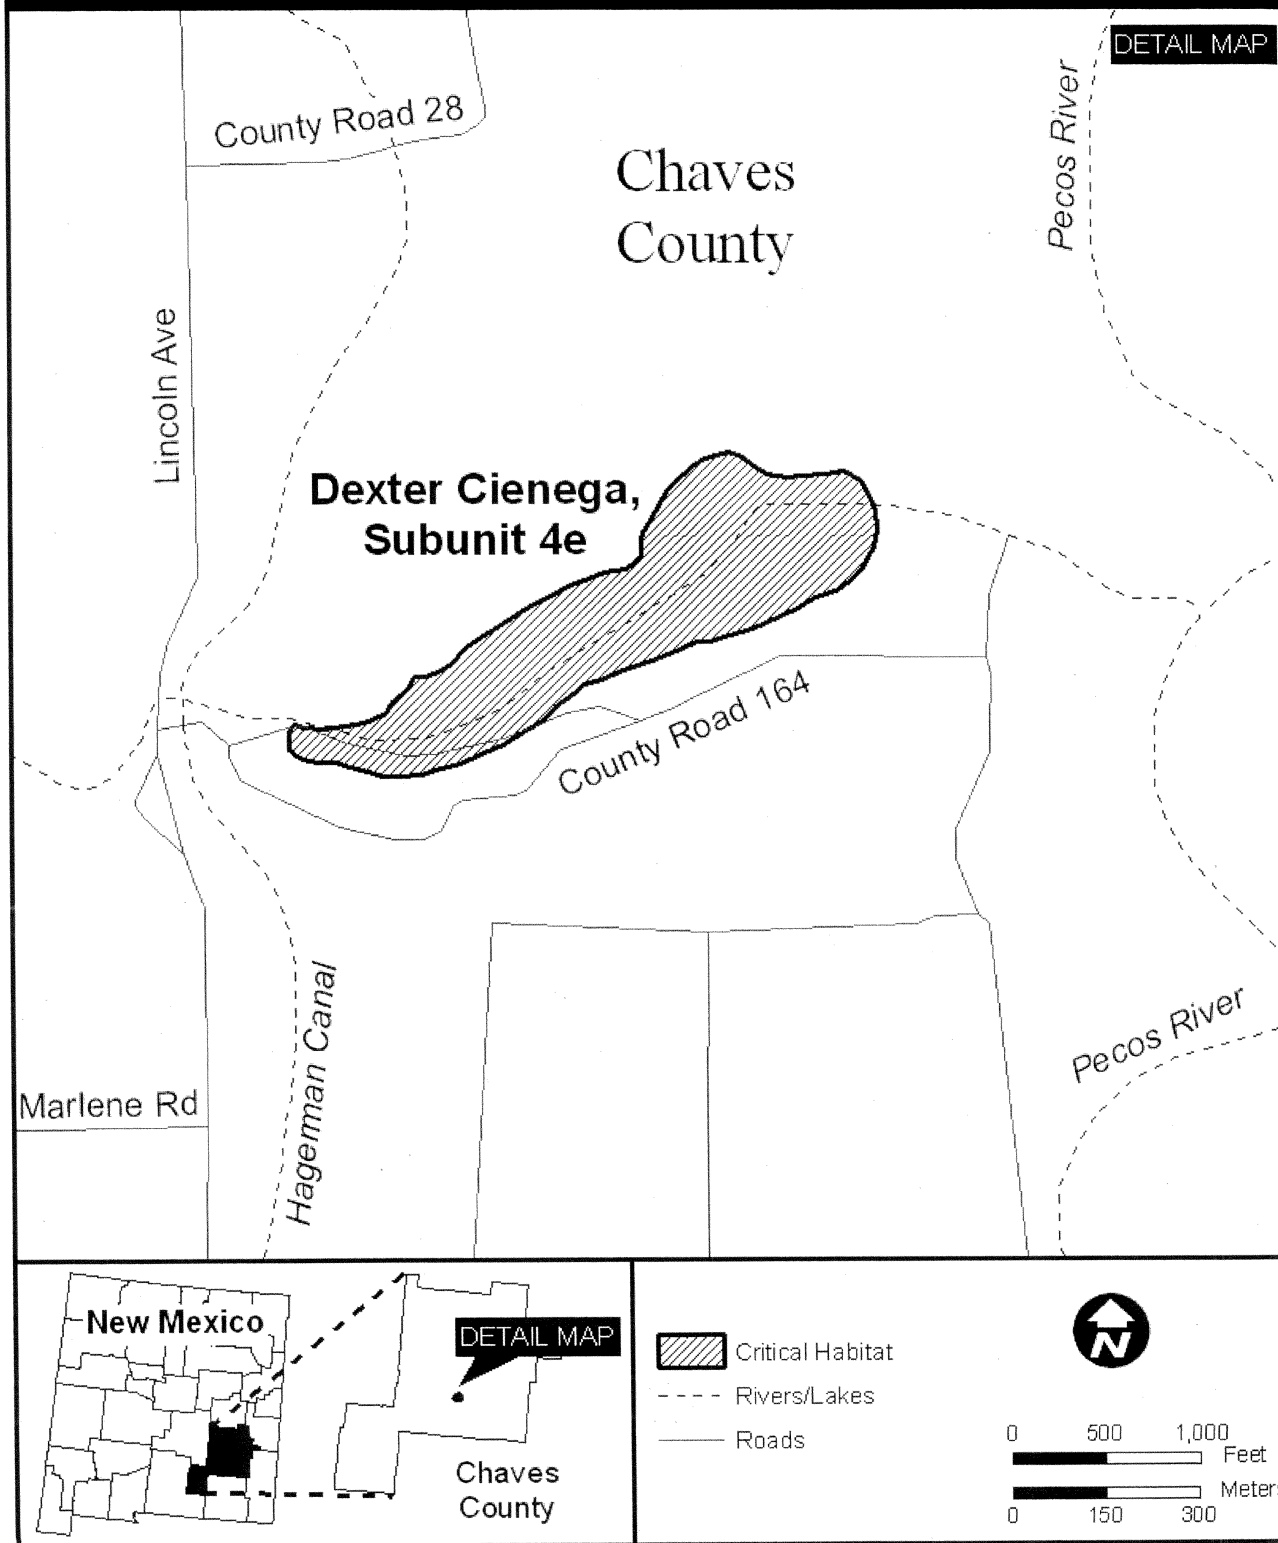 DETAIL MAP
County Road 28
Pecos River
Chaves
County
Lincoln Ave
Dexter Cienega,
Subunit 4e
County Road 164
Hagerman Canal
Pecos River
Marlene Rd
New Mexico
DETAIL MAP
Chaves
County
Critical Habitat
Rivers/Lakes
Roads
N
0 500 1,000
Feet
Meters
0 150 300